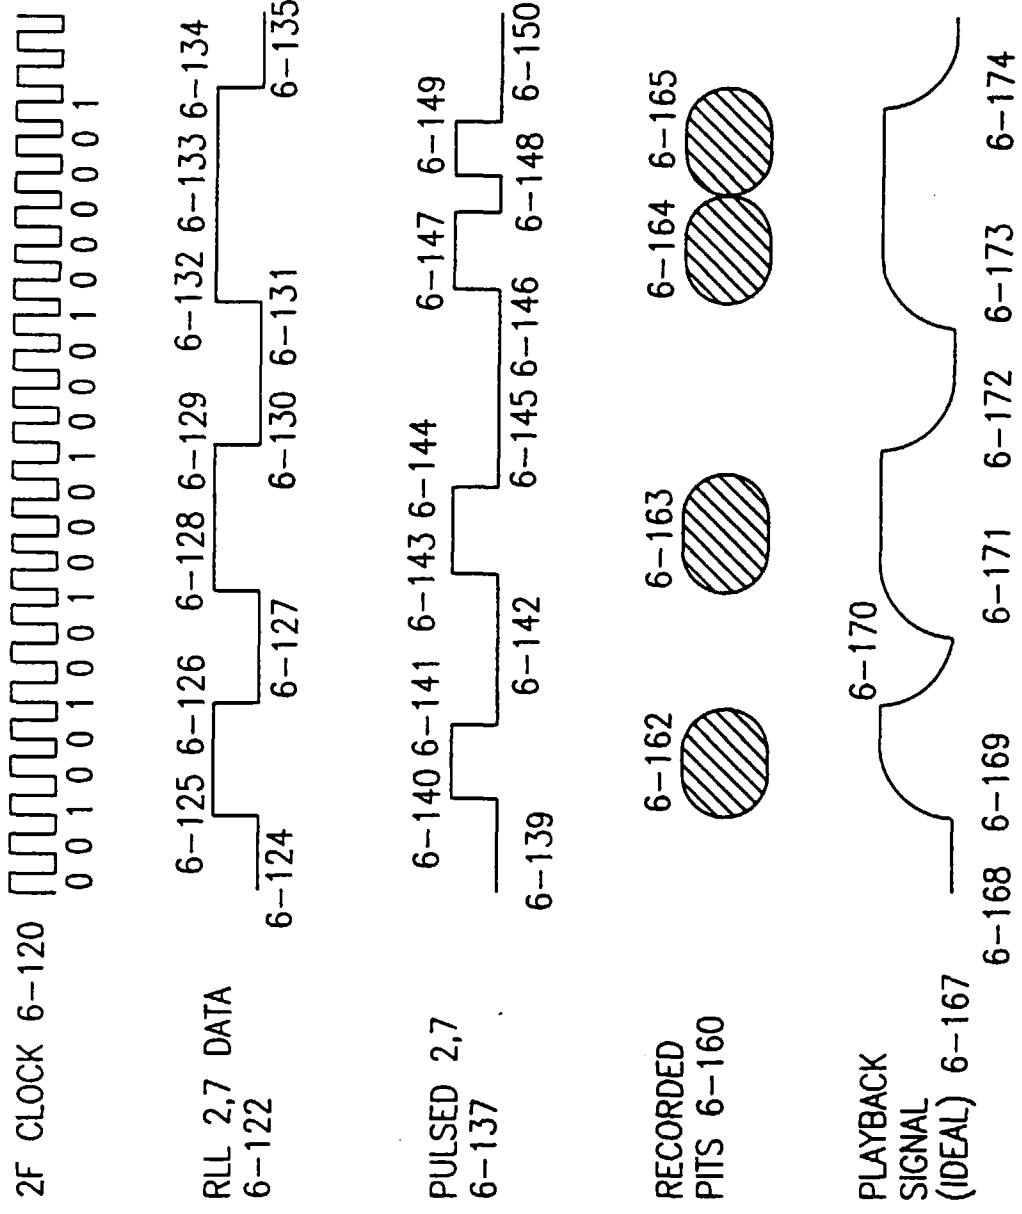 2F CLOCK 6-120
0 0 1 0 0 1 0 0 1 0 0 0 1 0 0 0 1 0 0 0 0 0 1
6-125 6-126 6-128 6-129 6-132 6-133 6-134
RLL 2,7 DATA
6-122
6-124 6-127 6-130 6-131 6-135
6-140 6-141 6-143 6-144 6-147 6-149
PULSED 2,7
6-137
6-139 6-142 6-145 6-146 6-148 6-150
6-162 6-163 6-164 6-165
RECORDED
PITS 6-160
6-170
PLAYBACK
SIGNAL
(IDEAL) 6-167
6-168 6-169 6-171 6-172 6-173 6-174